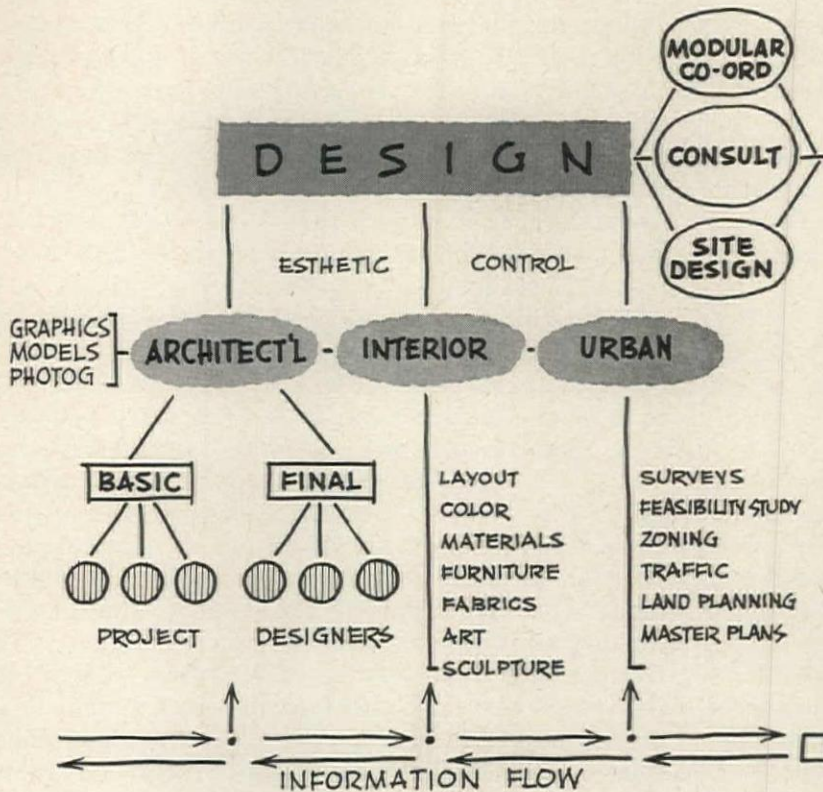 MODULAR
CO-ORD
DESIGN
CONSULT
SITE
DESIGN
ESTHETIC CONTROL
GRAPHICS
MODELS
PHOTOG
ARCHITECT'L - INTERIOR - URBAN
BASIC
FINAL
PROJECT DESIGNERS
LAYOUT
COLOR
MATERIALS
FURNITURE
FABRICS
ART
SCULPTURE
SURVEYS
FEASIBILITY STUDY
ZONING
TRAFFIC
LAND PLANNING
MASTER PLANS
INFORMATION FLOW